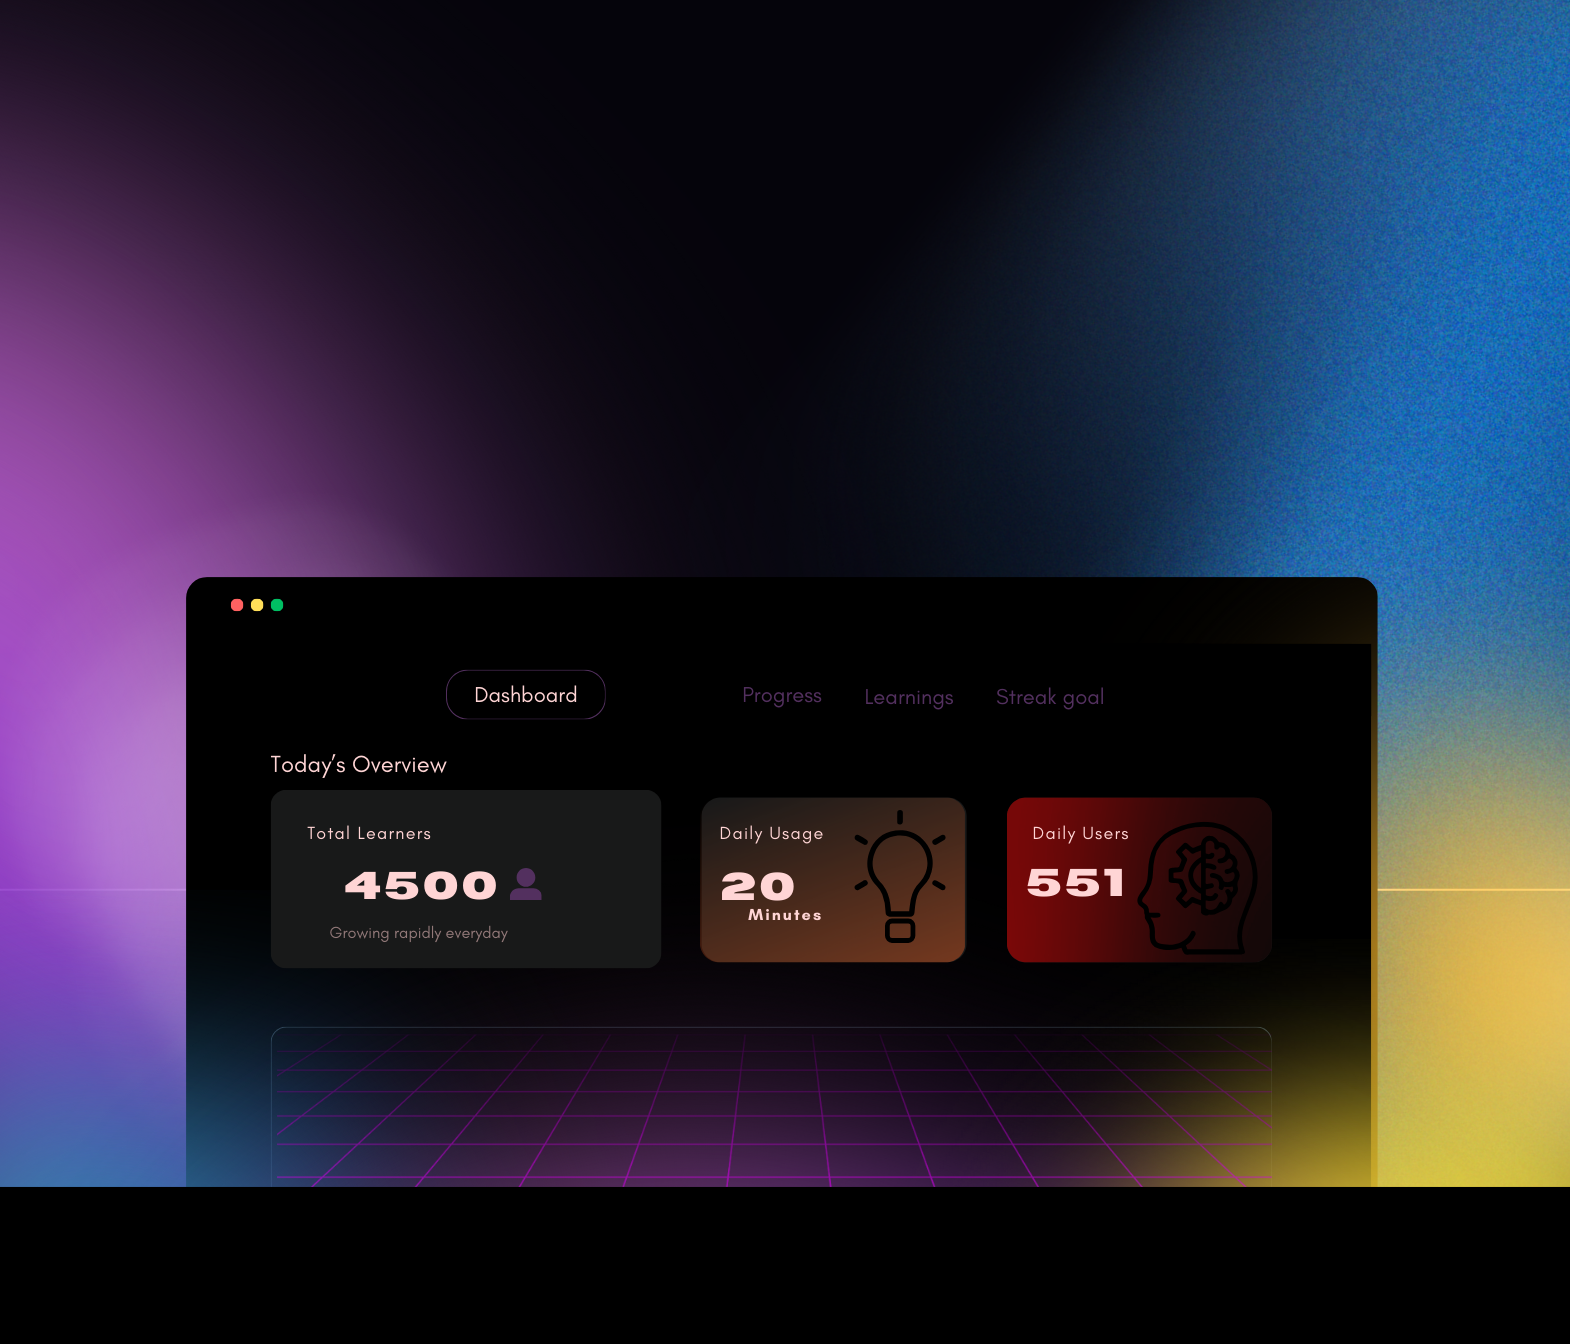 Dashboard
Progress
Learnings
Streak goal
Today’s Overview
Total Learners
4500
Growing rapidly everyday
Daily Usage
20
Minutes
Daily Users
551